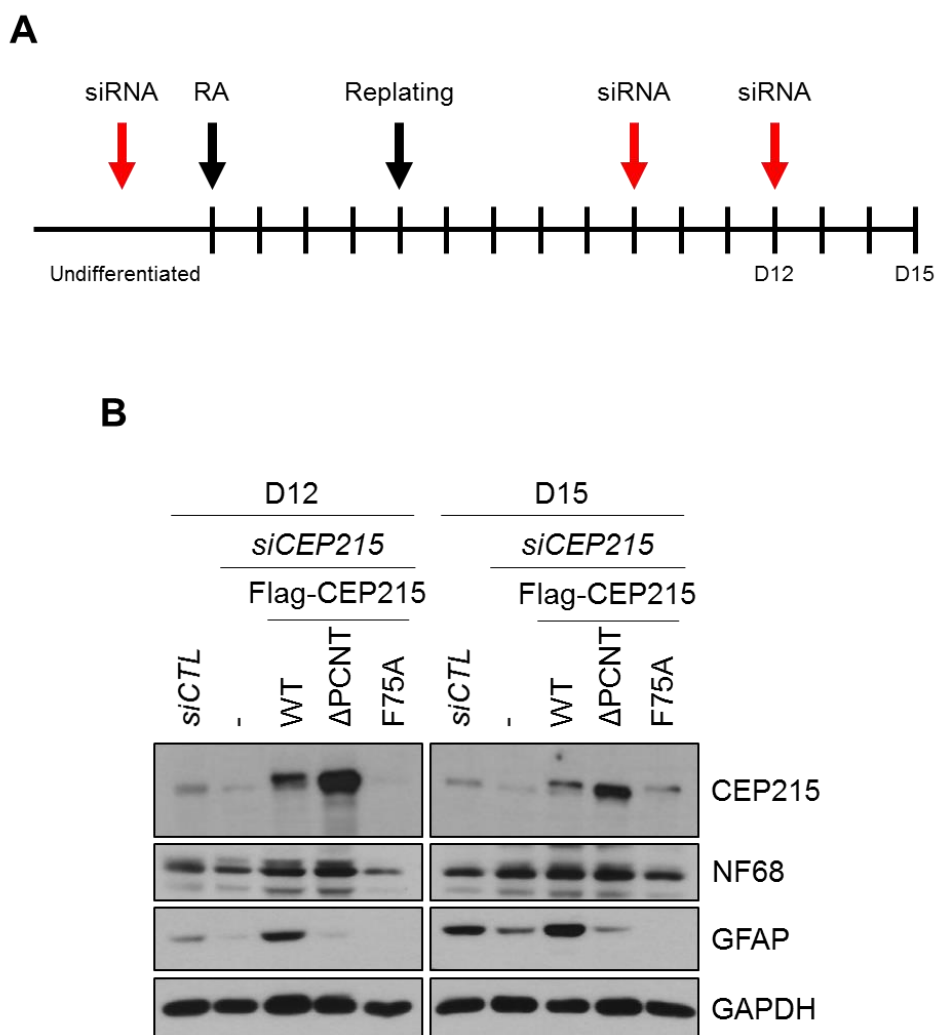 A
siRNA RA Replating siRNA siRNA
Undifferentiated D12 D15
B
D12 D15
siCEP215 siCEP215
Flag-CEP215 Flag-CEP215
siCTL - WT ΔPCNT F75A siCTL - WT ΔPCNT F75A
CEP215
NF68
GFAP
GAPDH